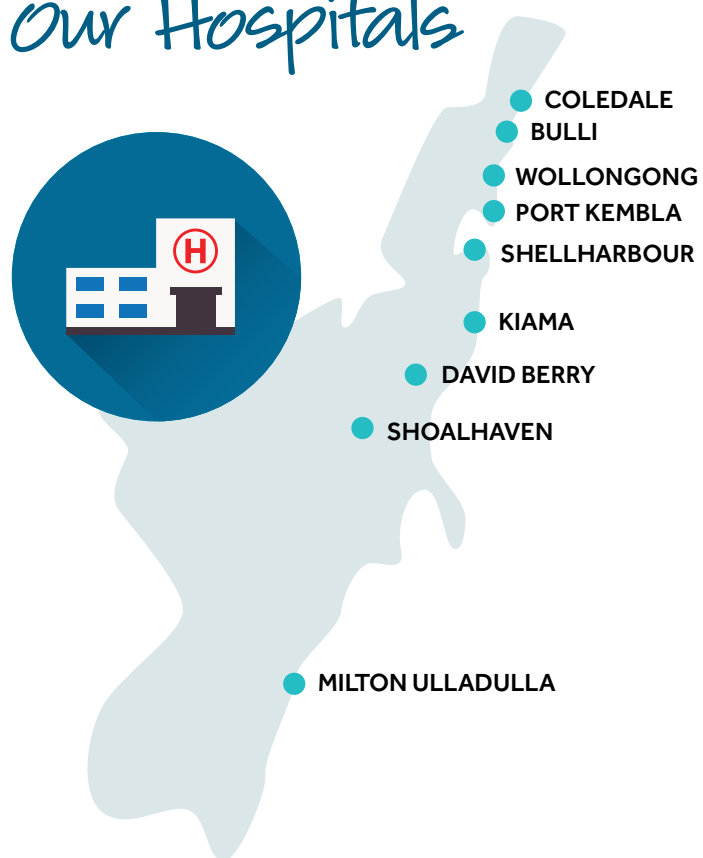 Our Hospitals
COLEDALE
BULLI
WOLLONGONG
PORT KEMBLA
H
SHELLHARBOUR
KIAMA
DAVID BERRY
SHOALHAVEN
MILTON ULLADULLA